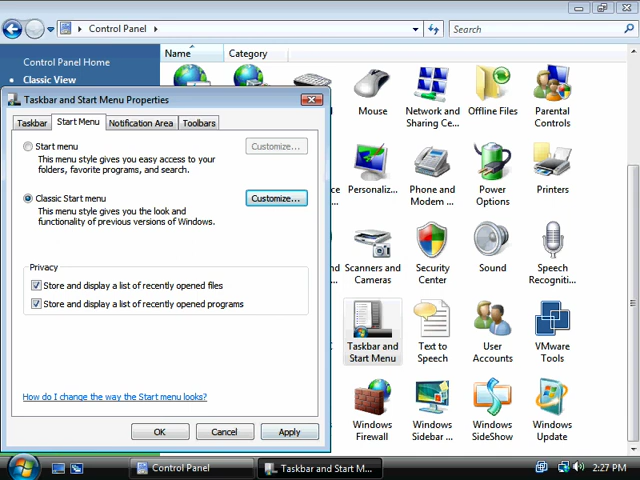 Control Panel
Search
Control Panel Home
Classic View
Name
Category
Mouse
Network and
Sharing Ce...
Offline Files
Parental
Controls
Personaliz...
Phone and
Modem ...
Power
Options
Printers
Scanners and
Cameras
Security
Center
Sound
Speech
Recogniti...
Taskbar and
Start Menu
Text to
Speech
User
Accounts
VMware
Tools
Windows
Firewall
Windows
Sidebar ...
Windows
SideShow
Windows
Update
Taskbar and Start Menu Properties
Taskbar
Start Menu
Notification Area
Toolbars
Start menu
Customize...
This menu style gives you easy access to your
folders, favorite programs, and search.
Classic Start menu
Customize...
This menu style gives you the look and
functionality of previous versions of Windows.
Privacy
Store and display a list of recently opened files
Store and display a list of recently opened programs
How do I change the way the Start menu looks?
OK
Cancel
Apply
Control Panel
Taskbar and Start M...
2:27 PM